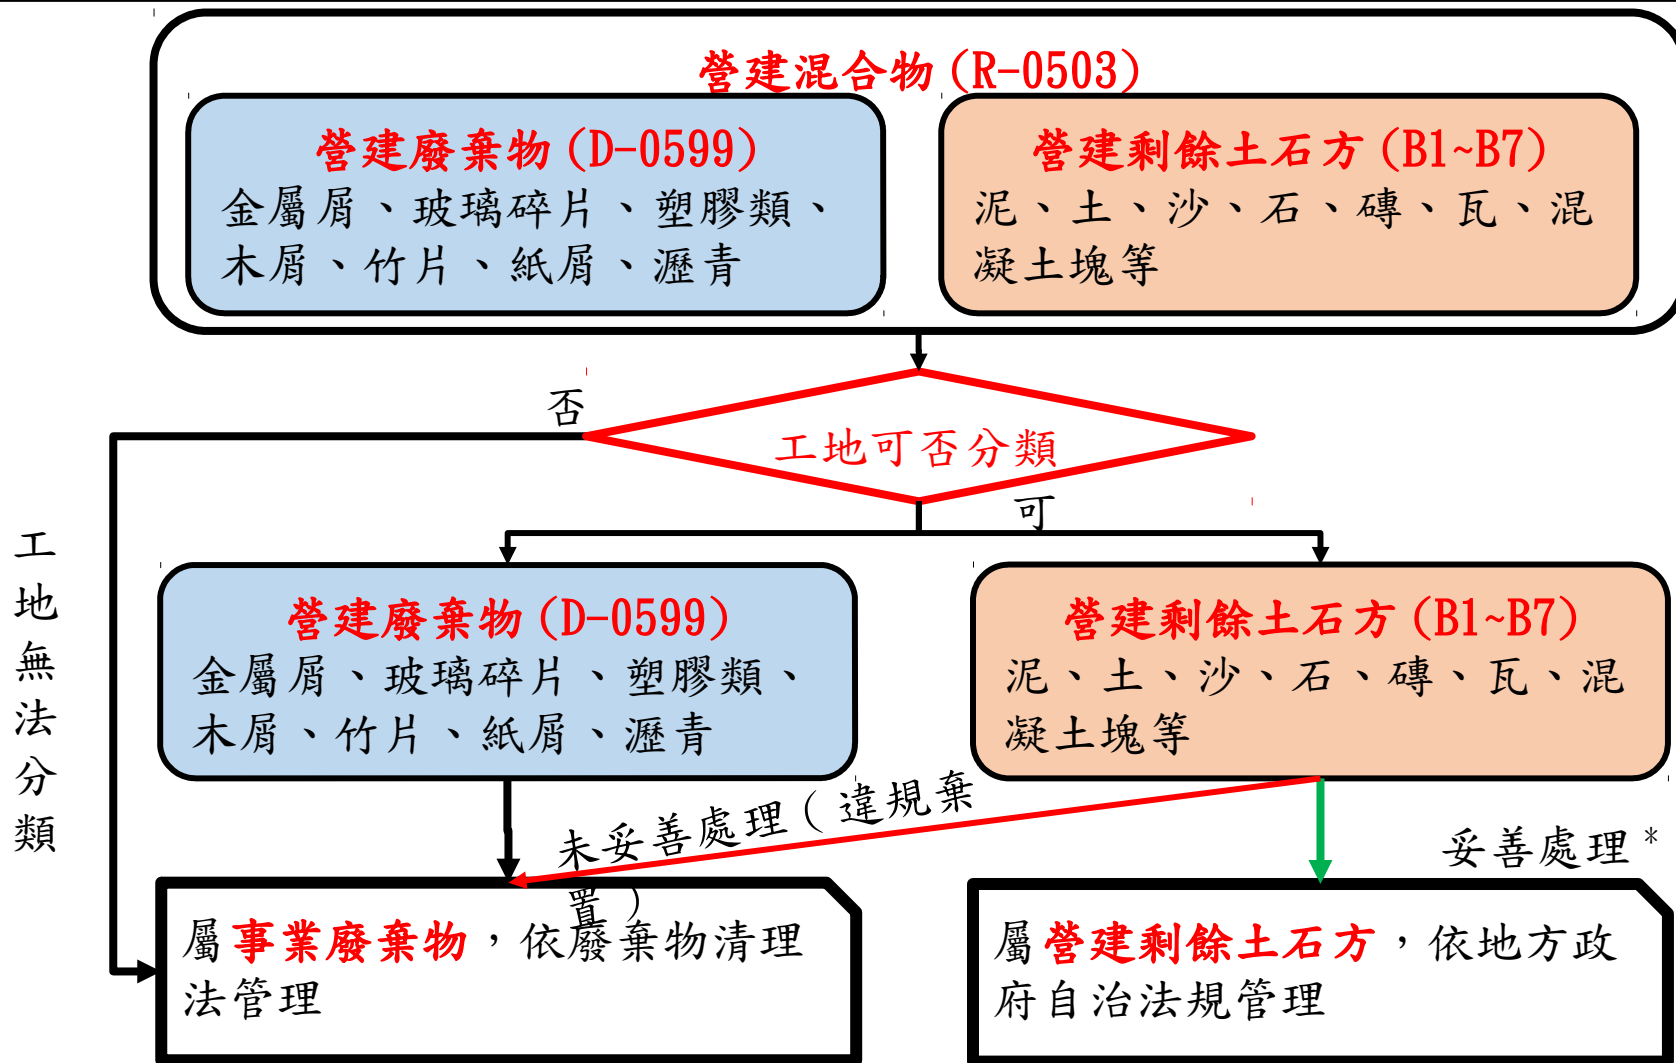 營建混合物(R-0503)
營建廢棄物(D-0599)
金屬屑、玻璃碎片、塑膠類、
木屑、竹片、紙屑、瀝青
營建剩餘土石方(B1~B7)
泥、土、沙、石、磚、瓦、混
凝土塊等
否
工地可否分類
可
工地無法分類
營建廢棄物(D-0599)
金屬屑、玻璃碎片、塑膠類、
木屑、竹片、紙屑、瀝青
營建剩餘土石方(B1~B7)
泥、土、沙、石、磚、瓦、混
凝土塊等
未妥善處理(違規棄
置)
妥善處理*
屬事業廢棄物,依廢棄物清理
法管理
屬營建剩餘土石方,依地方政
府自治法規管理